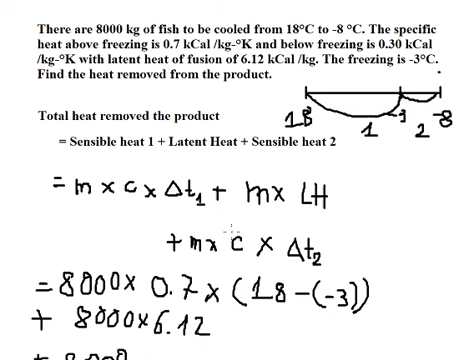 There are 8000 kg of fish to be cooled from 18°C to -8 °C. The specific
heat above freezing is 0.7 kCal /kg-°K and below freezing is 0.30 kCal
/kg-°K with latent heat of fusion of 6.12 kCal /kg. The freezing is -3°C.
Find the heat removed from the product.
18 -3 -8
1 2
Total heat removed the product
= Sensible heat 1 + Latent Heat + Sensible heat 2
= m × c × Δt₁ + m× LH
+ m× c × Δt₂
= 8000× 0.7 × (18 -(-3))
+ 8000×6.12